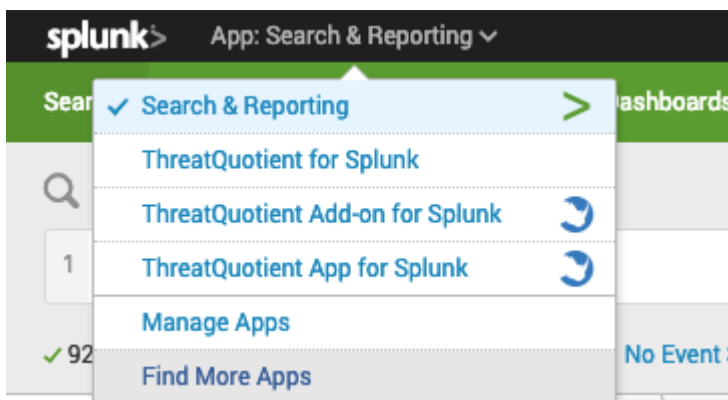 splunk> App: Search & Reporting
Sear
Search & Reporting
Dashboards
ThreatQuotient for Splunk
ThreatQuotient Add-on for Splunk
1
ThreatQuotient App for Splunk
Manage Apps
92
No Event
Find More Apps